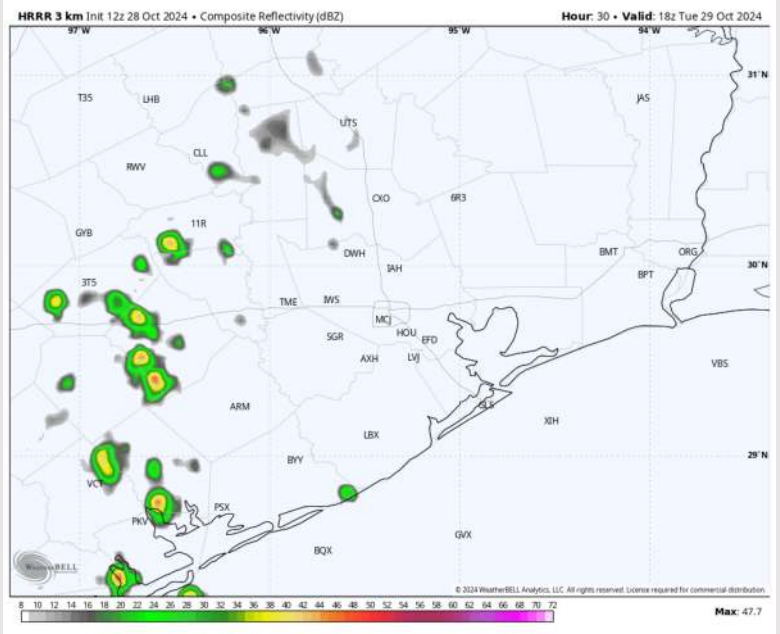 HRRR 3 km Init 12z 28 Oct 2024 • Composite Reflectivity (dBZ)
Hour: 30 • Valid: 18z Tue 29 Oct 2024
97°W 96°W 95°W 94°W
31°N
T35 LHB JAS
UTS
CLL
RWV
CXO 6R3
11R
GYB
DWH BMT ORG
30°N
IAH
BPT
3T5
TME IWS
MCJ
HOU
SGR EFD
AXH LVJ
VBS
ARM GLS
XIH
LBX
29°N
BYY
VCT
PSX
PKV
GVX
BQX
WEATHERBELL
© 2024 WeatherBELL Analytics, LLC. All rights reserved. License required for commercial distribution.
8 10 12 14 16 18 20 22 24 26 28 30 32 34 36 38 40 42 44 46 48 50 52 54 56 58 60 62 64 66 68 70 72
Max: 47.7